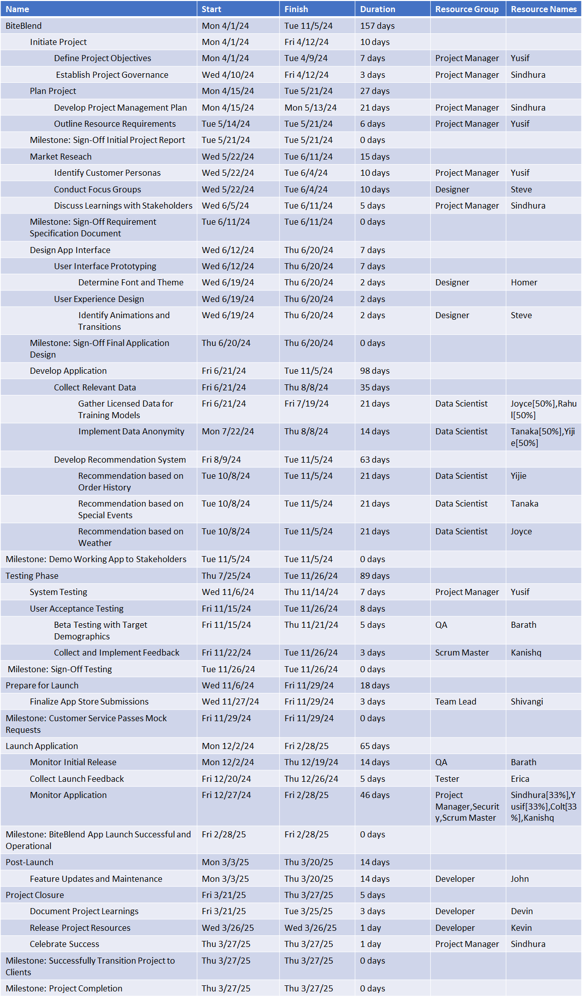 Name Start Finish Duration Resource Group Resource Names
BiteBlend Mon 4/1/24 Tue 11/5/24 157 days
Initiate Project Mon 4/1/24 Fri 4/12/24 10 days
Define Project Objectives Mon 4/1/24 Tue 4/9/24 7 days Project Manager Yusif
Establish Project Governance Wed 4/10/24 Fri 4/12/24 3 days Project Manager Sindhura
Plan Project Mon 4/15/24 Tue 5/21/24 27 days
Develop Project Management Plan Mon 4/15/24 Mon 5/13/24 21 days Project Manager Sindhura
Outline Resource Requirements Tue 5/14/24 Tue 5/21/24 6 days Project Manager Yusif
Milestone: Sign-Off Initial Project Report Tue 5/21/24 Tue 5/21/24 0 days
Market Reseach Wed 5/22/24 Tue 6/11/24 15 days
Identify Customer Personas Wed 5/22/24 Tue 6/4/24 10 days Project Manager Yusif
Conduct Focus Groups Wed 5/22/24 Tue 6/4/24 10 days Designer Steve
Discuss Learnings with Stakeholders Wed 6/5/24 Tue 6/11/24 5 days Project Manager Sindhura
Milestone: Sign-Off Requirement Tue 6/11/24 Tue 6/11/24 0 days
Specification Document
Design App Interface Wed 6/12/24 Thu 6/20/24 7 days
User Interface Prototyping Wed 6/12/24 Thu 6/20/24 7 days
Determine Font and Theme Wed 6/19/24 Thu 6/20/24 2 days Designer Homer
User Experience Design Wed 6/19/24 Thu 6/20/24 2 days
Identify Animations and Wed 6/19/24 Thu 6/20/24 2 days Designer Steve
Transitions
Milestone: Sign-Off Final Application Thu 6/20/24 Thu 6/20/24 0 days
Design
Develop Application Fri 6/21/24 Tue 11/5/24 98 days
Collect Relevant Data Fri 6/21/24 Thu 8/8/24 35 days
Gather Licensed Data for Fri 6/21/24 Fri 7/19/24 21 days Data Scientist Joyce[50%],Rahu
Training Models l[50%]
Implement Data Anonymity Mon 7/22/24 Thu 8/8/24 14 days Data Scientist Tanaka[50%],Yiji
e[50%]
Develop Recommendation System Fri 8/9/24 Tue 11/5/24 63 days
Recommendation based on Tue 10/8/24 Tue 11/5/24 21 days Data Scientist Yijie
Order History
Recommendation based on Tue 10/8/24 Tue 11/5/24 21 days Data Scientist Tanaka
Special Events
Recommendation based on Tue 10/8/24 Tue 11/5/24 21 days Data Scientist Joyce
Weather
Milestone: Demo Working App to Stakeholders Tue 11/5/24 Tue 11/5/24 0 days
Testing Phase Thu 7/25/24 Tue 11/26/24 89 days
System Testing Wed 11/6/24 Thu 11/14/24 7 days Project Manager Yusif
User Acceptance Testing Fri 11/15/24 Tue 11/26/24 8 days
Beta Testing with Target Fri 11/15/24 Thu 11/21/24 5 days QA Barath
Demographics
Collect and Implement Feedback Fri 11/22/24 Tue 11/26/24 3 days Scrum Master Kanishq
Milestone: Sign-Off Testing Tue 11/26/24 Tue 11/26/24 0 days
Prepare for Launch Wed 11/6/24 Fri 11/29/24 18 days
Finalize App Store Submissions Wed 11/27/24 Fri 11/29/24 3 days Team Lead Shivangi
Milestone: Customer Service Passes Mock Fri 11/29/24 Fri 11/29/24 0 days
Requests
Launch Application Mon 12/2/24 Fri 2/28/25 65 days
Monitor Initial Release Mon 12/2/24 Thu 12/19/24 14 days QA Barath
Collect Launch Feedback Fri 12/20/24 Thu 12/26/24 5 days Tester Erica
Monitor Application Fri 12/27/24 Fri 2/28/25 46 days Project Sindhura[33%],Y
Manager,Securit usif[33%],Colt[33
y,Scrum Master %],Kanishq
Milestone: BiteBlend App Launch Successful and Fri 2/28/25 Fri 2/28/25 0 days
Operational
Post-Launch Mon 3/3/25 Thu 3/20/25 14 days
Feature Updates and Maintenance Mon 3/3/25 Thu 3/20/25 14 days Developer John
Project Closure Fri 3/21/25 Thu 3/27/25 5 days
Document Project Learnings Fri 3/21/25 Tue 3/25/25 3 days Developer Devin
Release Project Resources Wed 3/26/25 Wed 3/26/25 1 day Developer Kevin
Celebrate Success Thu 3/27/25 Thu 3/27/25 1 day Project Manager Sindhura
Milestone: Successfully Transition Project to Thu 3/27/25 Thu 3/27/25 0 days
Clients
Milestone: Project Completion Thu 3/27/25 Thu 3/27/25 0 days